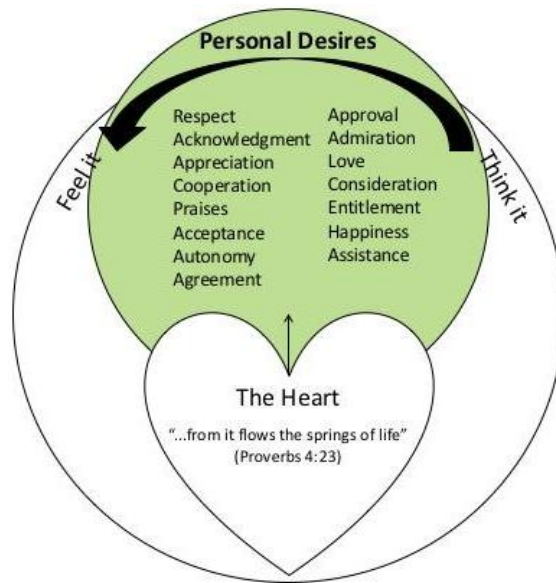 Personal Desires
Feel it
Think it
Respect
Acknowledgment
Appreciation
Cooperation
Praises
Acceptance
Autonomy
Agreement
Approval
Admiration
Love
Consideration
Entitlement
Happiness
Assistance
The Heart
“...from it flows the springs of life”
(Proverbs 4:23)